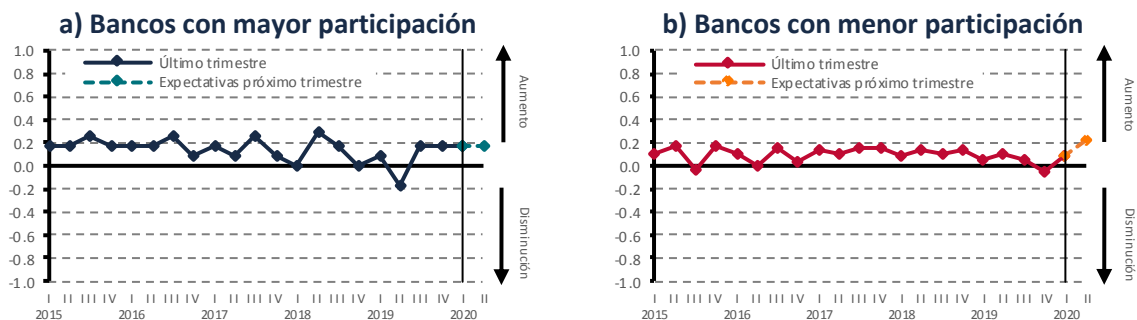 a) Bancos con mayor participación
1.0
0.8
0.6
0.4
0.2
0.0
-0.2
-0.4
-0.6
-0.8
-1.0
Último trimestre
Expectativas próximo trimestre
Aumento
Disminución
I II III IV I II III IV I II III IV I II III IV I II III IV I II
2015 2016 2017 2018 2019 2020
b) Bancos con menor participación
1.0
0.8
0.6
0.4
0.2
0.0
-0.2
-0.4
-0.6
-0.8
-1.0
Último trimestre
Expectativas próximo trimestre
Aumento
Disminución
I II III IV I II III IV I II III IV I II III IV I II III IV I II
2015 2016 2017 2018 2019 2020